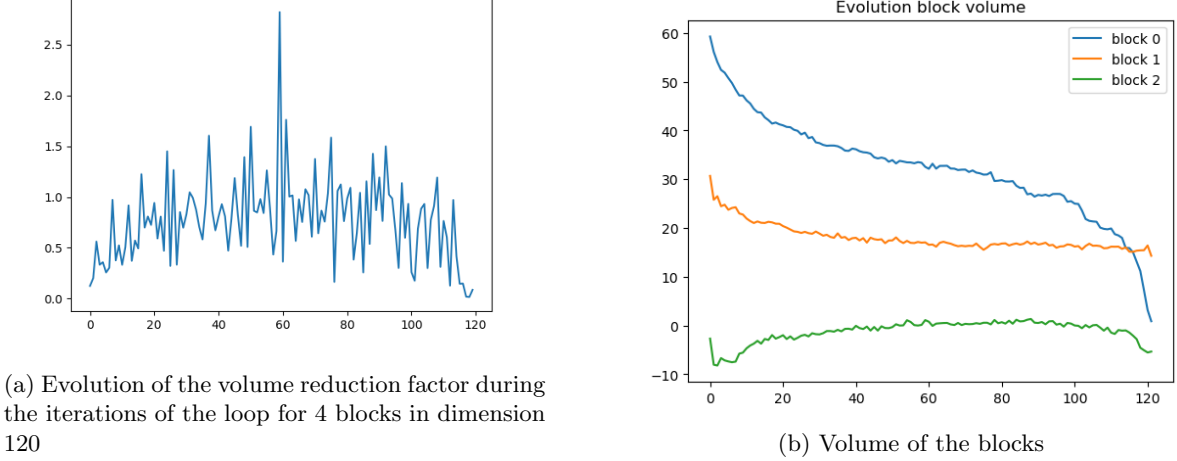 2.5
2.0
1.5
1.0
0.5
0.0
0 20 40 60 80 100 120
(a) Evolution of the volume reduction factor during
the iterations of the loop for 4 blocks in dimension
120
Evolution block volume
block 0
block 1
block 2
60
50
40
30
20
10
0
−10
0 20 40 60 80 100 120
(b) Volume of the blocks